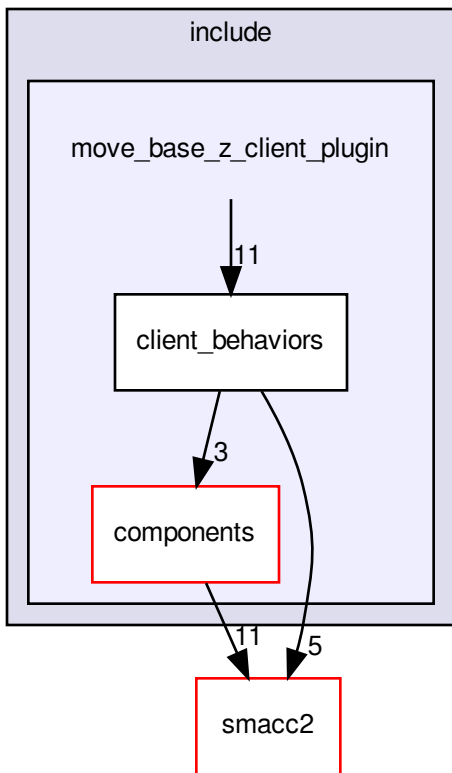 include
move_base_z_client_plugin
11
client_behaviors
3
components
11
5
smacc2